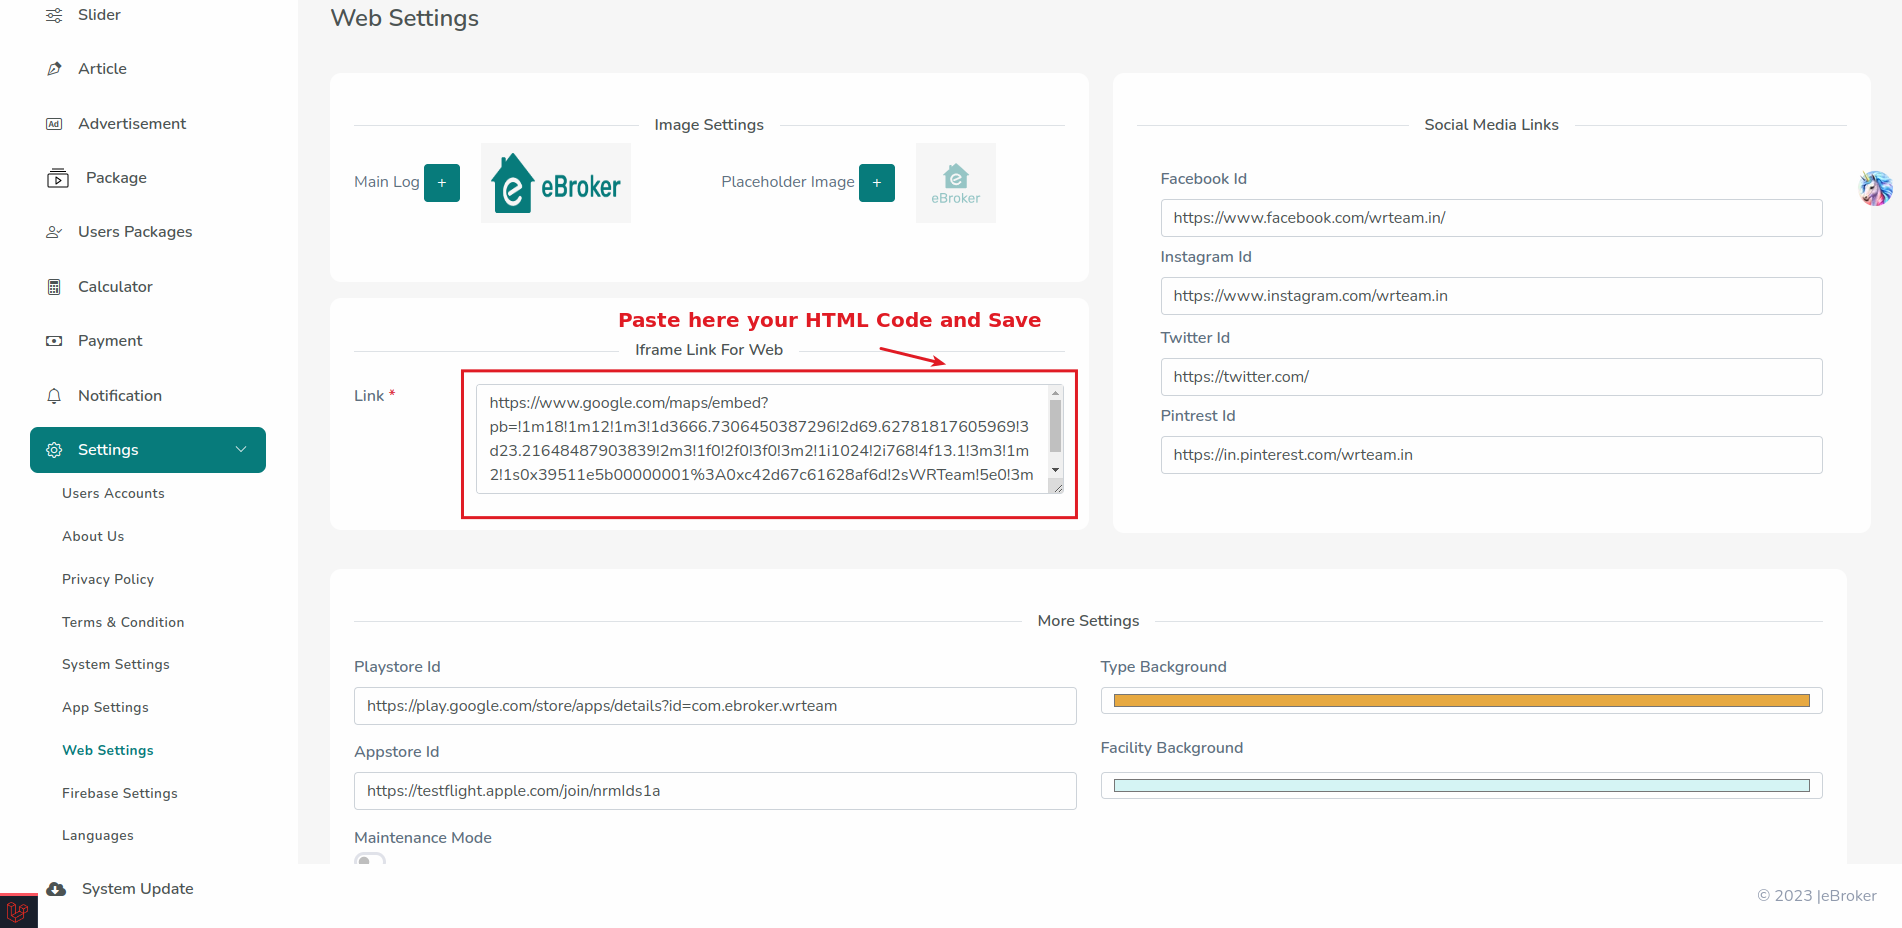 Slider
Article
Ad
Advertisement
Package
Users Packages
Calculator
Payment
Notification
Settings
Users Accounts
About Us
Privacy Policy
Terms & Condition
System Settings
App Settings
Web Settings
Firebase Settings
Languages
System Update
Web Settings
Image Settings
Main Log +
eBroker
Placeholder Image +
eBroker
Paste here your HTML Code and Save
Iframe Link For Web
Link *
https://www.google.com/maps/embed?
pb=!1m18!1m12!1m3!1d3666.7306450387296!2d69.62781817605969!3
d23.21648487903839!2m3!1f0!2f0!3f0!3m2!1i1024!2i768!4f13.1!3m3!1m
2!1s0x39511e5b00000001%3A0xc42d67c61628af6d!2sWRTeam!5e0!3m
Social Media Links
Facebook Id
https://www.facebook.com/wrteam.in/
Instagram Id
https://www.instagram.com/wrteam.in
Twitter Id
https://twitter.com/
Pintrest Id
https://in.pinterest.com/wrteam.in
More Settings
Playstore Id
https://play.google.com/store/apps/details?id=com.ebroker.wrteam
Appstore Id
https://testflight.apple.com/join/nrmIds1a
Maintenance Mode
Type Background
Facility Background
© 2023 |eBroker